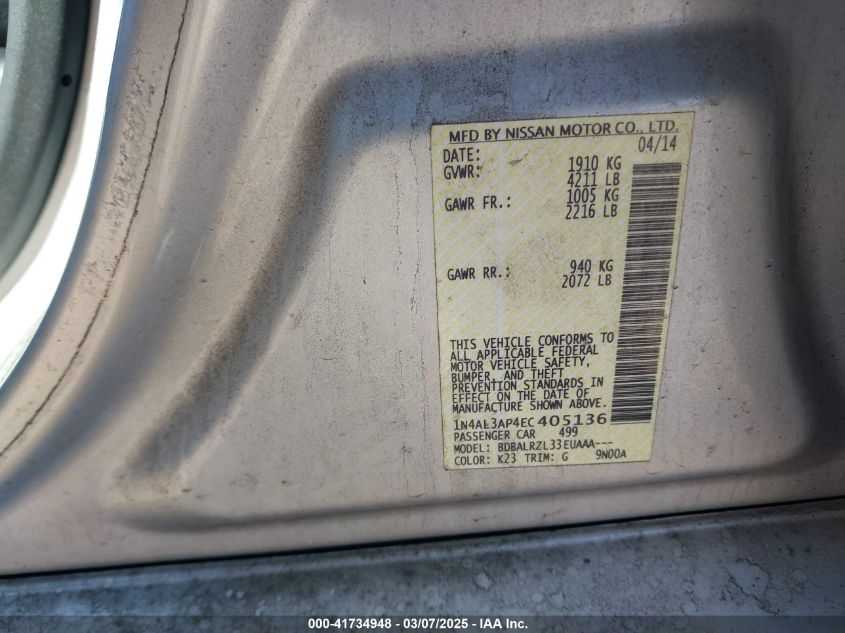 MFD BY NISSAN MOTOR CO., LTD.
DATE: 04/14
GVWR: 1910 KG
4211 LB
GAWR FR.: 1005 KG
2216 LB
GAWR RR.: 940 KG
2072 LB
THIS VEHICLE CONFORMS TO
ALL APPLICABLE FEDERAL
MOTOR VEHICLE SAFETY,
BUMPER, AND THEFT
PREVENTION STANDARDS IN
EFFECT ON THE DATE OF
MANUFACTURE SHOWN ABOVE.
1N4AL3AP4EC 405136
PASSENGER CAR 499
MODEL: BDBALRZL33EUAAA---
COLOR: K23 TRIM: G 9N00A
000-41734948 — 03/07/2025 - IAA Inc.